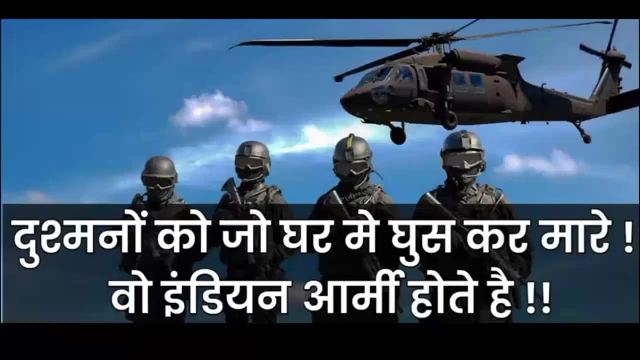 दुश्मनों को जो घर मे घुस कर मारे !
वो इंडियन आर्मी होते है !!